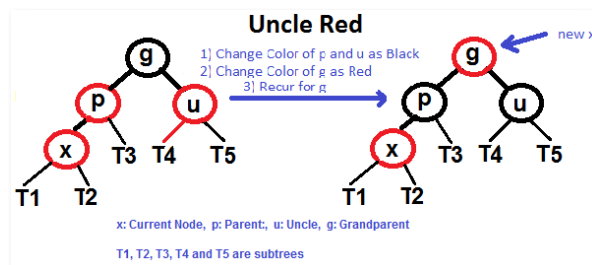 Uncle Red
1] Change Color of p and u as Black
2] Change Color of g as Red
3] Recur for g
new x
g
p
u
x
T3
T4
T5
T1
T2
g
p
u
x
T3
T4
T5
T1
T2
x: Current Node, p: Parent:, u: Uncle, g: Grandparent
T1, T2, T3, T4 and T5 are subtrees